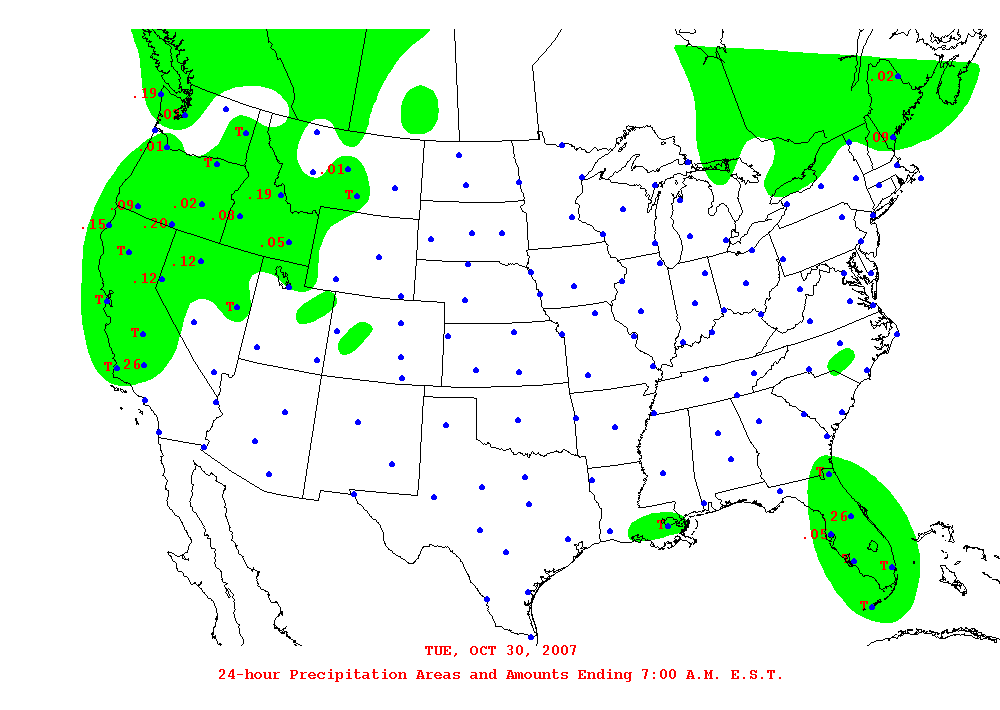 .02
.19
.03
T
.09
.01
T
.01
.19
T
.09
.02
.08
.15
.20
.05
T
.12
.12
T
T
T
T
.26
T
.26
.05
T
T
T
T
TUE, OCT 30, 2007
24-hour Precipitation Areas and Amounts Ending 7:00 A.M. E.S.T.